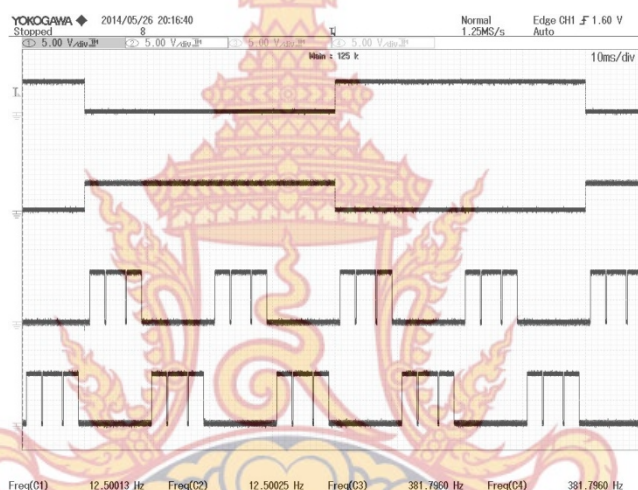 YOKOGAWA ◆ 2014/05/26 20:16:40 Normal Edge CH1 ⨍ 1.60 V
Stopped 8 1.25MS/s Auto
① 5.00 V/div ② 5.00 V/div 5.00 V/div 5.00 V/div
Main : 125 k 10ms/div
Freq(C1) 12.50013 Hz Freq(C2) 12.50025 Hz Freq(C3) 381.7960 Hz Freq(C4) 381.7960 Hz